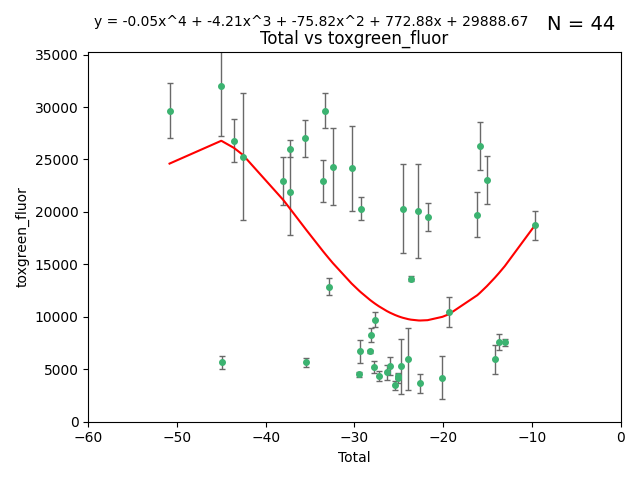 y = -0.05x^4 + -4.21x^3 + -75.82x^2 + 772.88x + 29888.67
N = 44
Total vs toxgreen_fluor
35000
30000
25000
20000
15000
10000
5000
0
toxgreen_fluor
−60 −50 −40 −30 −20 −10 0
Total